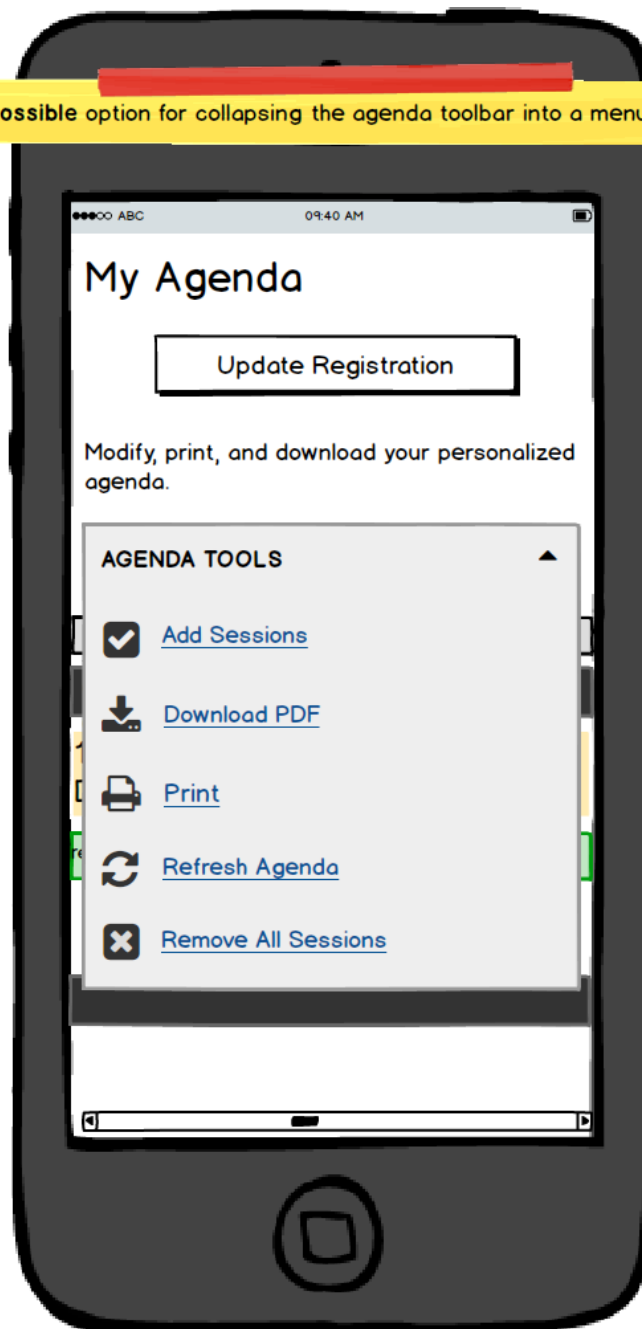 ossible option for collapsing the agenda toolbar into a menu
ABC 09:40 AM
My Agenda
Update Registration
Modify, print, and download your personalized
agenda.
AGENDA TOOLS
Add Sessions
Download PDF
Print
Refresh Agenda
Remove All Sessions